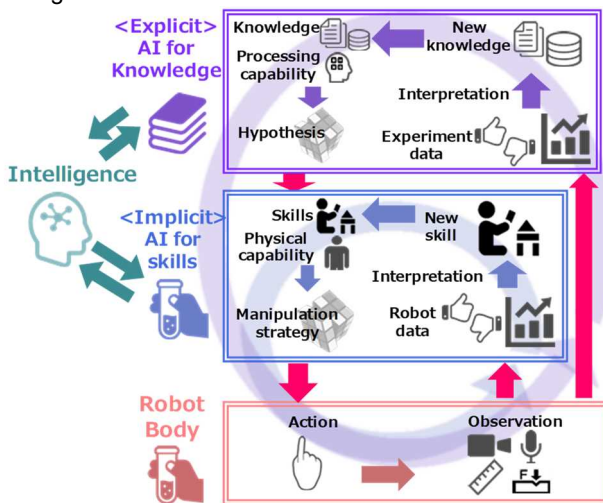 <Explicit>
AI for
Knowledge
Knowledge
Processing
capability
Hypothesis
New
knowledge
Interpretation
Experiment
data
Intelligence
<Implicit>
AI for
skills
Skills
Physical
capability
Manipulation
strategy
New
skill
Interpretation
Robot
data
Robot
Body
Action
Observation
F